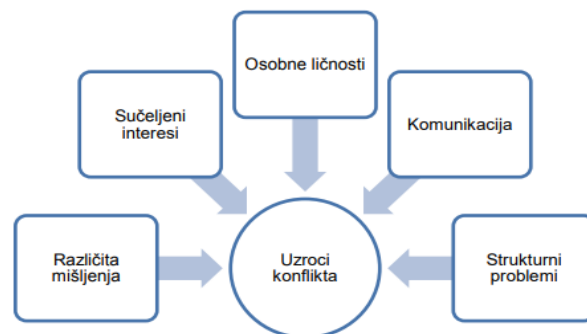 Osobne ličnosti
Sučeljeni
interesi
Komunikacija
Različita
mišljenja
Uzroci
konflikta
Strukturni
problemi